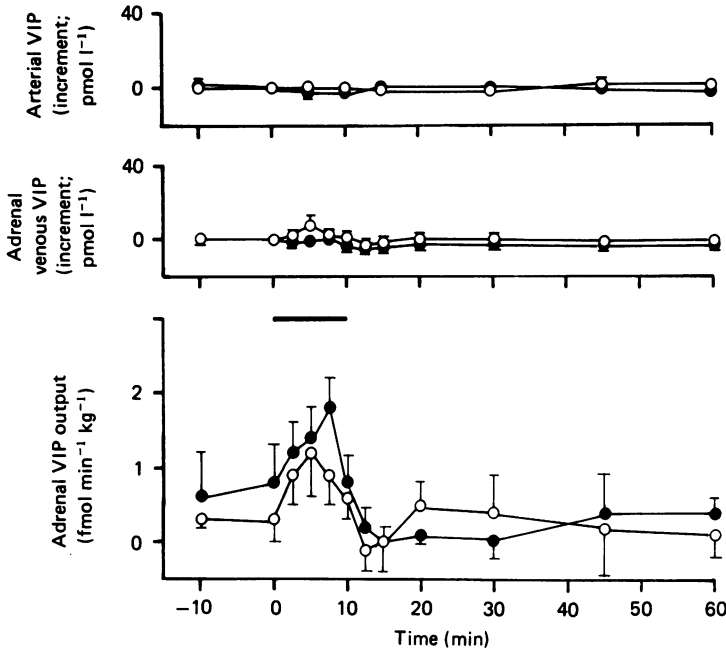 Arterial VIP
(increment;
pmol l⁻¹)
40
0
Adrenal
venous VIP
(increment;
pmol l⁻¹)
40
0
Adrenal VIP output
(fmol min⁻¹ kg⁻¹)
2
1
0
−10 0 10 20 30 40 50 60
Time (min)